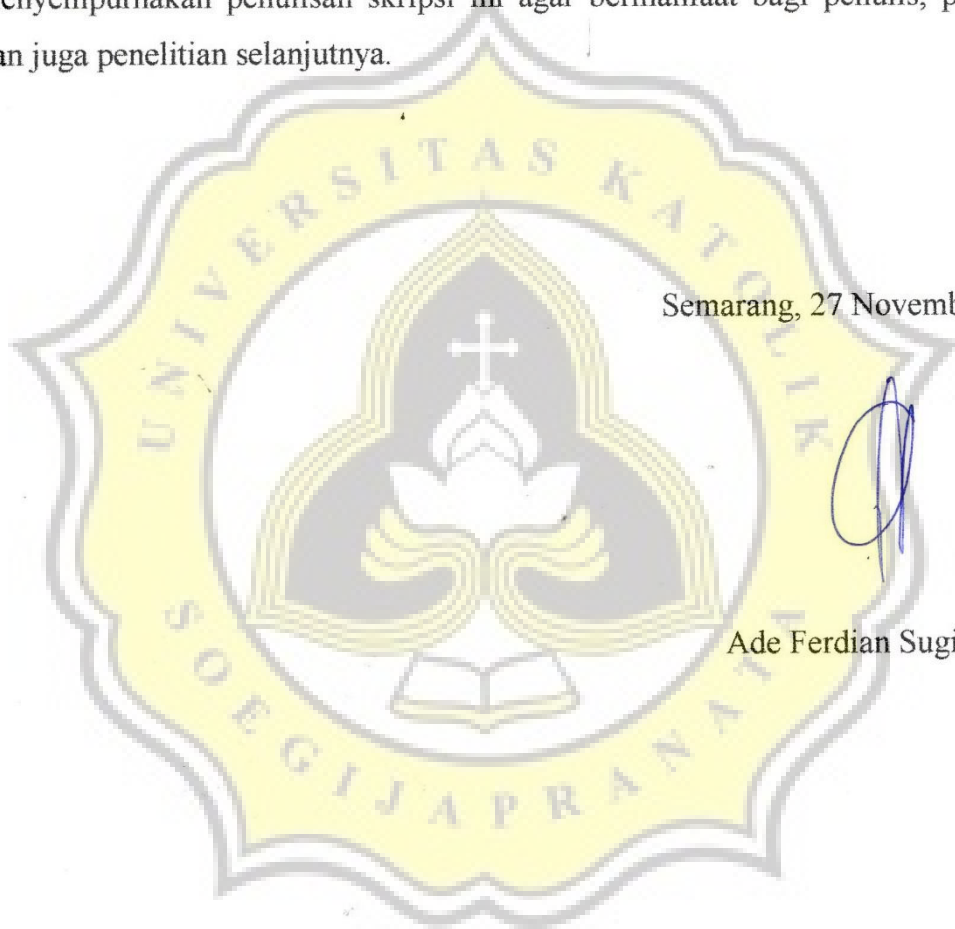 enyempurnakan penulisan skripsi ini agar bermanfaat bagi penulis, p
an juga penelitian selanjutnya.
UNIVERSITAS KATOLIK
Semarang, 27 Novemb
Ade Ferdian Sugi
SOEGIJAPRANATA